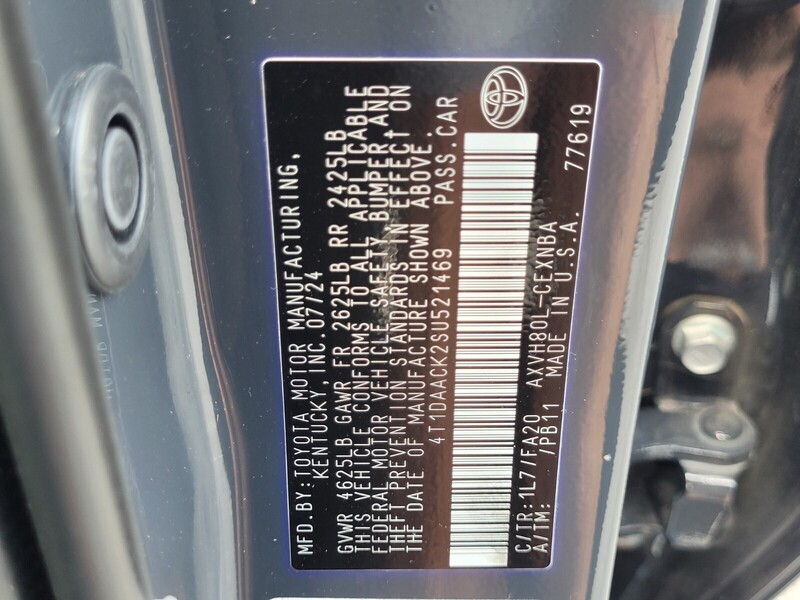 MFD.BY:TOYOTA MOTOR MANUFACTURING,
KENTUCKY, INC. 07/24
GVWR 4625LB GAWR FR 2625LB RR 2425LB
THIS VEHICLE CONFORMS TO ALL APPLICABLE
FEDERAL MOTOR VEHICLE SAFETY, BUMPER AND
THEFT PREVENTION STANDARDS IN EFFECT ON
THE DATE OF MANUFACTURE SHOWN ABOVE.
4T1DAACK2SU521469 PASS.CAR
C/TR:1L7/FA20 AXVH80L-CEXNBA
A/TM: /PB11 MADE IN U.S.A. 77619